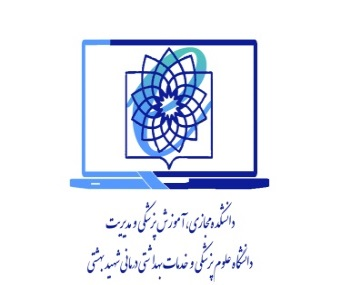 دانشکده مجازی، آموزش پزشکی و مدیریت
دانشگاه علوم پزشکی و خدمات بهداشتی درمانی شهید بهشتی